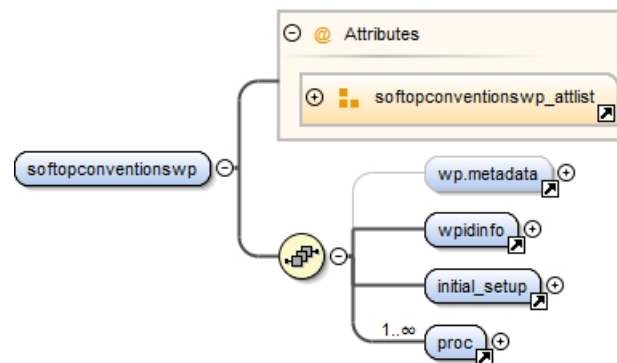 @ Attributes
softopconventionswp_attlist
softopconventionswp
wp.metadata
wpidinfo
initial_setup
1..∞
proc